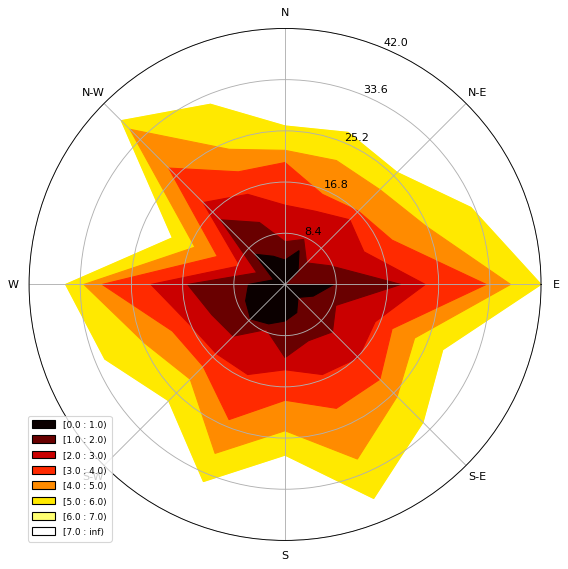 N
42.0
N-W
N-E
33.6
25.2
16.8
8.4
W
E
[0.0 : 1.0)
[1.0 : 2.0)
[2.0 : 3.0)
[3.0 : 4.0)
[4.0 : 5.0)
[5.0 : 6.0)
[6.0 : 7.0)
[7.0 : inf)
S-W
S-E
S